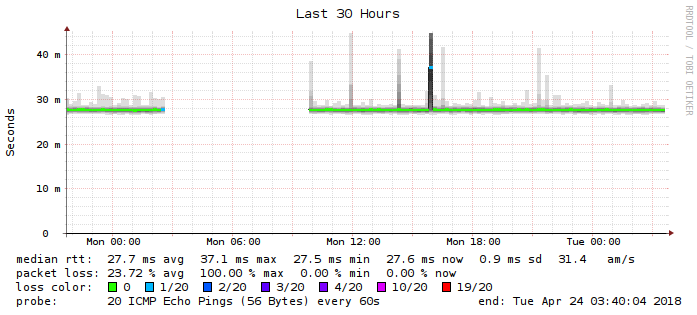 Last 30 Hours
RRDTOOL / TOBI OETIKER
Seconds
40 m
30 m
20 m
10 m
0
Mon 00:00 Mon 06:00 Mon 12:00 Mon 18:00 Tue 00:00
median rtt: 27.7 ms avg 37.1 ms max 27.5 ms min 27.6 ms now 0.9 ms sd 31.4 am/s
packet loss: 23.72 % avg 100.00 % max 0.00 % min 0.00 % now
loss color: 0 1/20 2/20 3/20 4/20 10/20 19/20
probe: 20 ICMP Echo Pings (56 Bytes) every 60s end: Tue Apr 24 03:40:04 2018